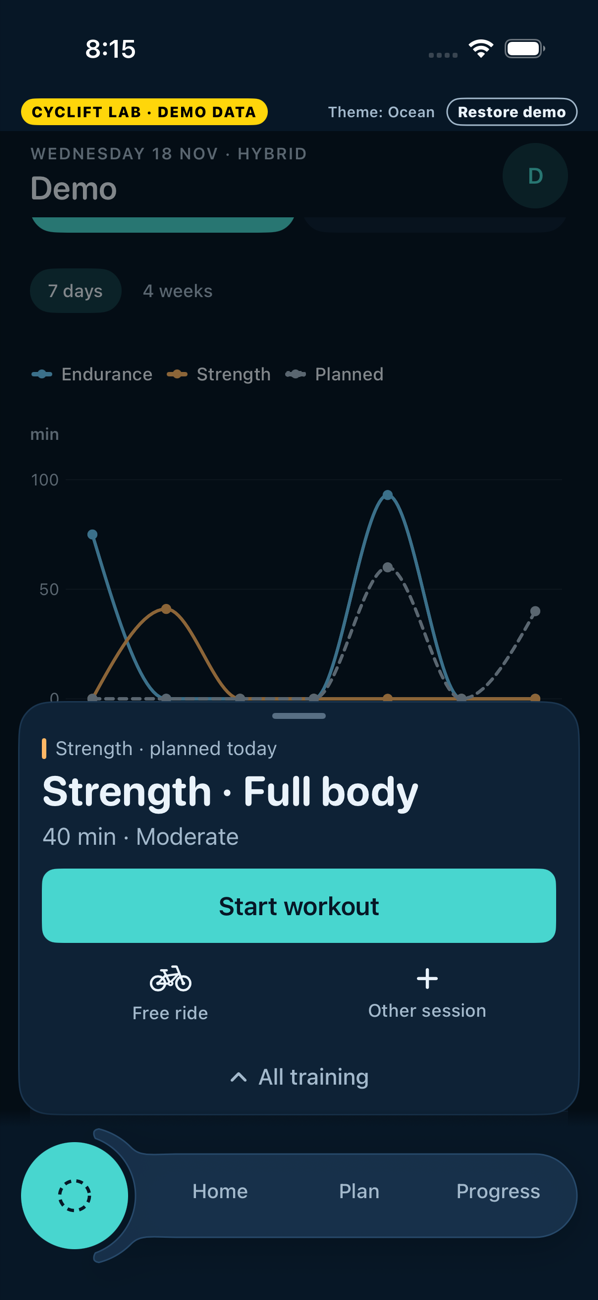 8:15
CYCLIFT LAB · DEMO DATA
Theme: Ocean
Restore demo
WEDNESDAY 18 NOV · HYBRID
Demo
D
7 days
4 weeks
Endurance
Strength
Planned
min
100
50
0
Strength · planned today
Strength · Full body
40 min · Moderate
Start workout
Free ride
Other session
All training
Home
Plan
Progress